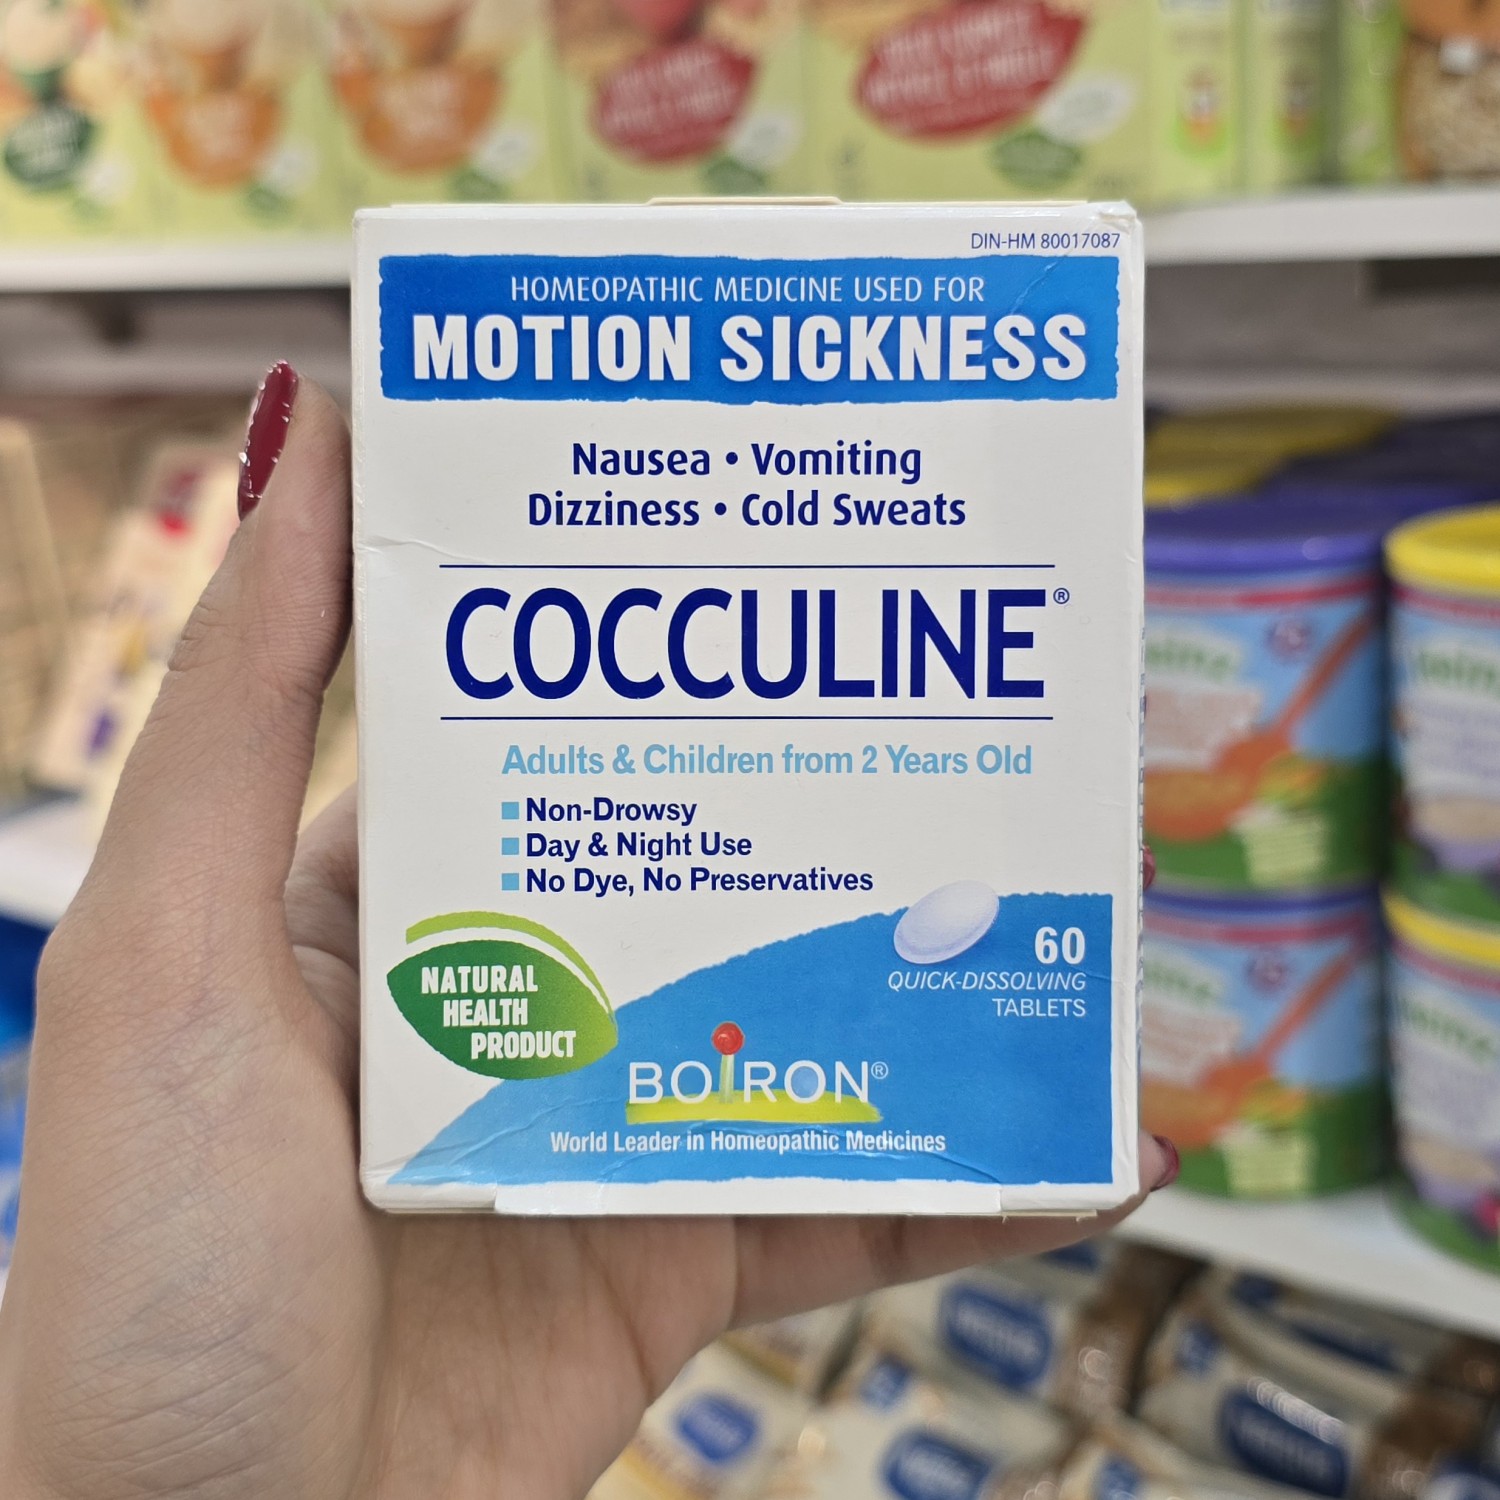 DIN-HM 80017087
HOMEOPATHIC MEDICINE USED FOR
MOTION SICKNESS
Nausea • Vomiting
Dizziness • Cold Sweats
COCCULINE®
Adults & Children from 2 Years Old
Non-Drowsy
Day & Night Use
No Dye, No Preservatives
60
QUICK-DISSOLVING
TABLETS
NATURAL
HEALTH
PRODUCT
BOIRON®
World Leader in Homeopathic Medicines